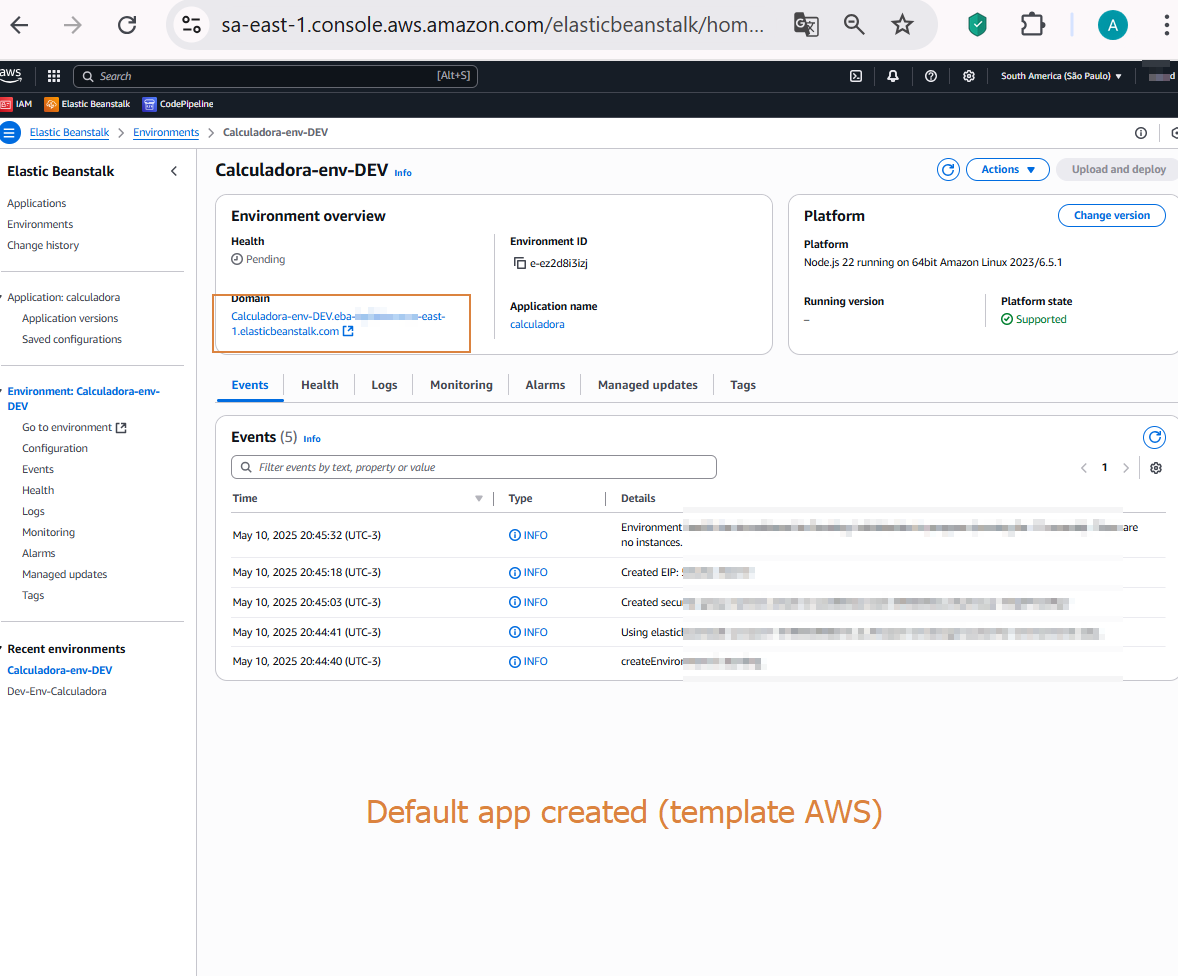 sa-east-1.console.aws.amazon.com/elasticbeanstalk/hom...
A
aws
Search
[Alt+S]
South America (São Paulo)
IAM
Elastic Beanstalk
CodePipeline
Elastic Beanstalk > Environments > Calculadora-env-DEV
Elastic Beanstalk
Applications
Environments
Change history
Application: calculadora
Application versions
Saved configurations
Environment: Calculadora-env-
DEV
Go to environment
Configuration
Events
Health
Logs
Monitoring
Alarms
Managed updates
Tags
Recent environments
Calculadora-env-DEV
Dev-Env-Calculadora
Calculadora-env-DEV Info
Actions
Upload and deploy
Environment overview
Health
Pending
Domain
Calculadora-env-DEV.eba- -east-
1.elasticbeanstalk.com
Environment ID
e-ez2d8i3izj
Application name
calculadora
Platform
Change version
Platform
Node.js 22 running on 64bit Amazon Linux 2023/6.5.1
Running version
–
Platform state
Supported
Events
Health
Logs
Monitoring
Alarms
Managed updates
Tags
Events (5) Info
Filter events by text, property or value
1
Time Type Details
May 10, 2025 20:45:32 (UTC-3) INFO Environment are
no instances.
May 10, 2025 20:45:18 (UTC-3) INFO Created EIP:
May 10, 2025 20:45:03 (UTC-3) INFO Created
May 10, 2025 20:44:41 (UTC-3) INFO Using
May 10, 2025 20:44:40 (UTC-3) INFO
Default app created (template AWS)